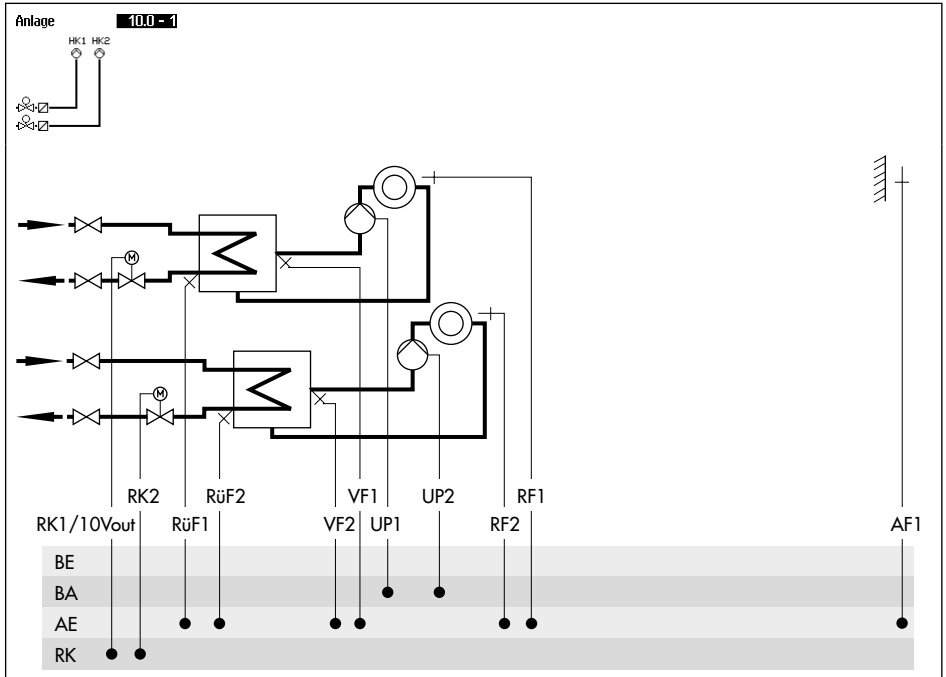 Anlage 10.0 - 1
HK1 HK2
M
M
RK2 RüF2 VF1 UP2 RF1
RK1/10Vout RüF1 VF2 UP1 RF2 AF1
BE
BA
AE
RK